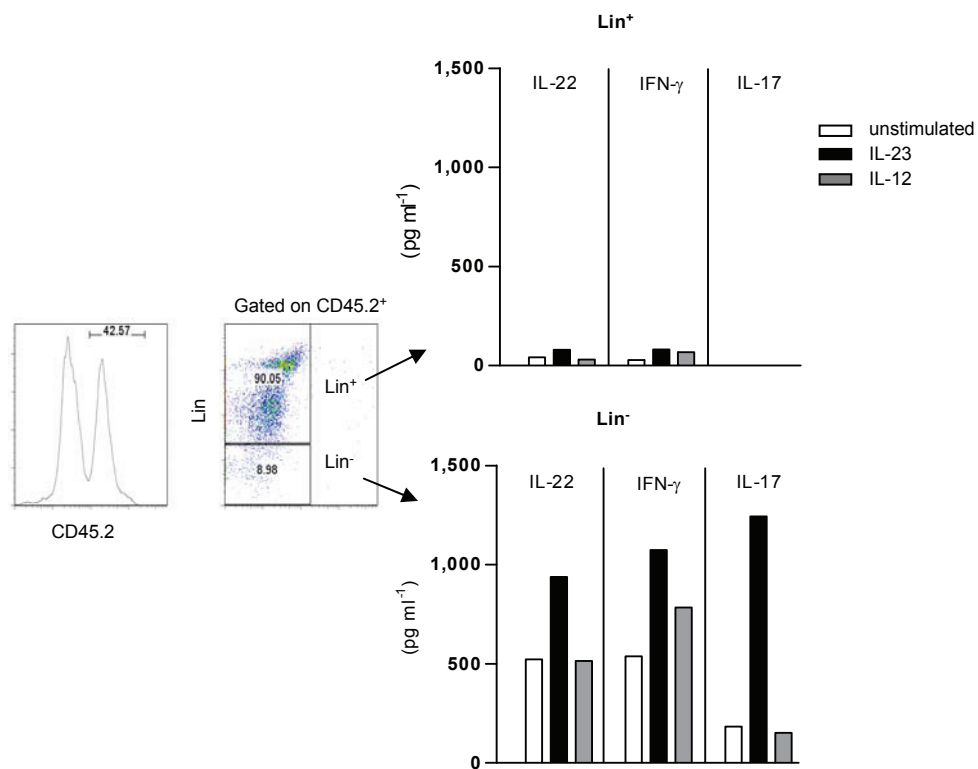 Lin⁺
1,500
1,000
500
0
(pg ml⁻¹)
IL-22
IFN-γ
IL-17
unstimulated
IL-23
IL-12
42.57
CD45.2
Gated on CD45.2⁺
Lin
90.05
8.98
Lin⁺
Lin⁻
Lin⁻
1,500
1,000
500
0
(pg ml⁻¹)
IL-22
IFN-γ
IL-17